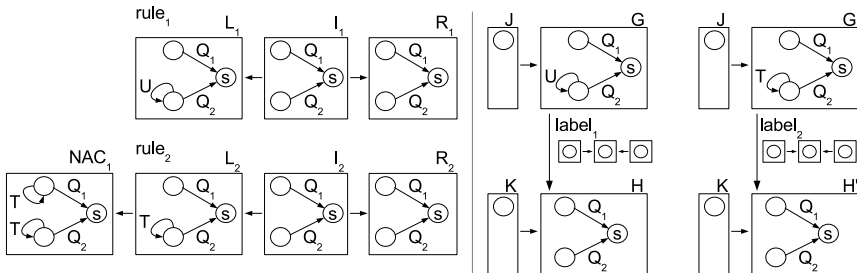 rule₁ L₁ I₁ R₁
Q₁ Q₁ Q₁
U S S S
Q₂ Q₂ Q₂
NAC₁ rule₂ L₂ I₂ R₂
T Q₁ Q₁ Q₁ Q₁
T S T S S S
Q₂ Q₂ Q₂ Q₂
J G J G'
Q₁ Q₁
U S T S
Q₂ Q₂
label₁ label₂
K H K H'
Q₁ Q₁
S S
Q₂ Q₂